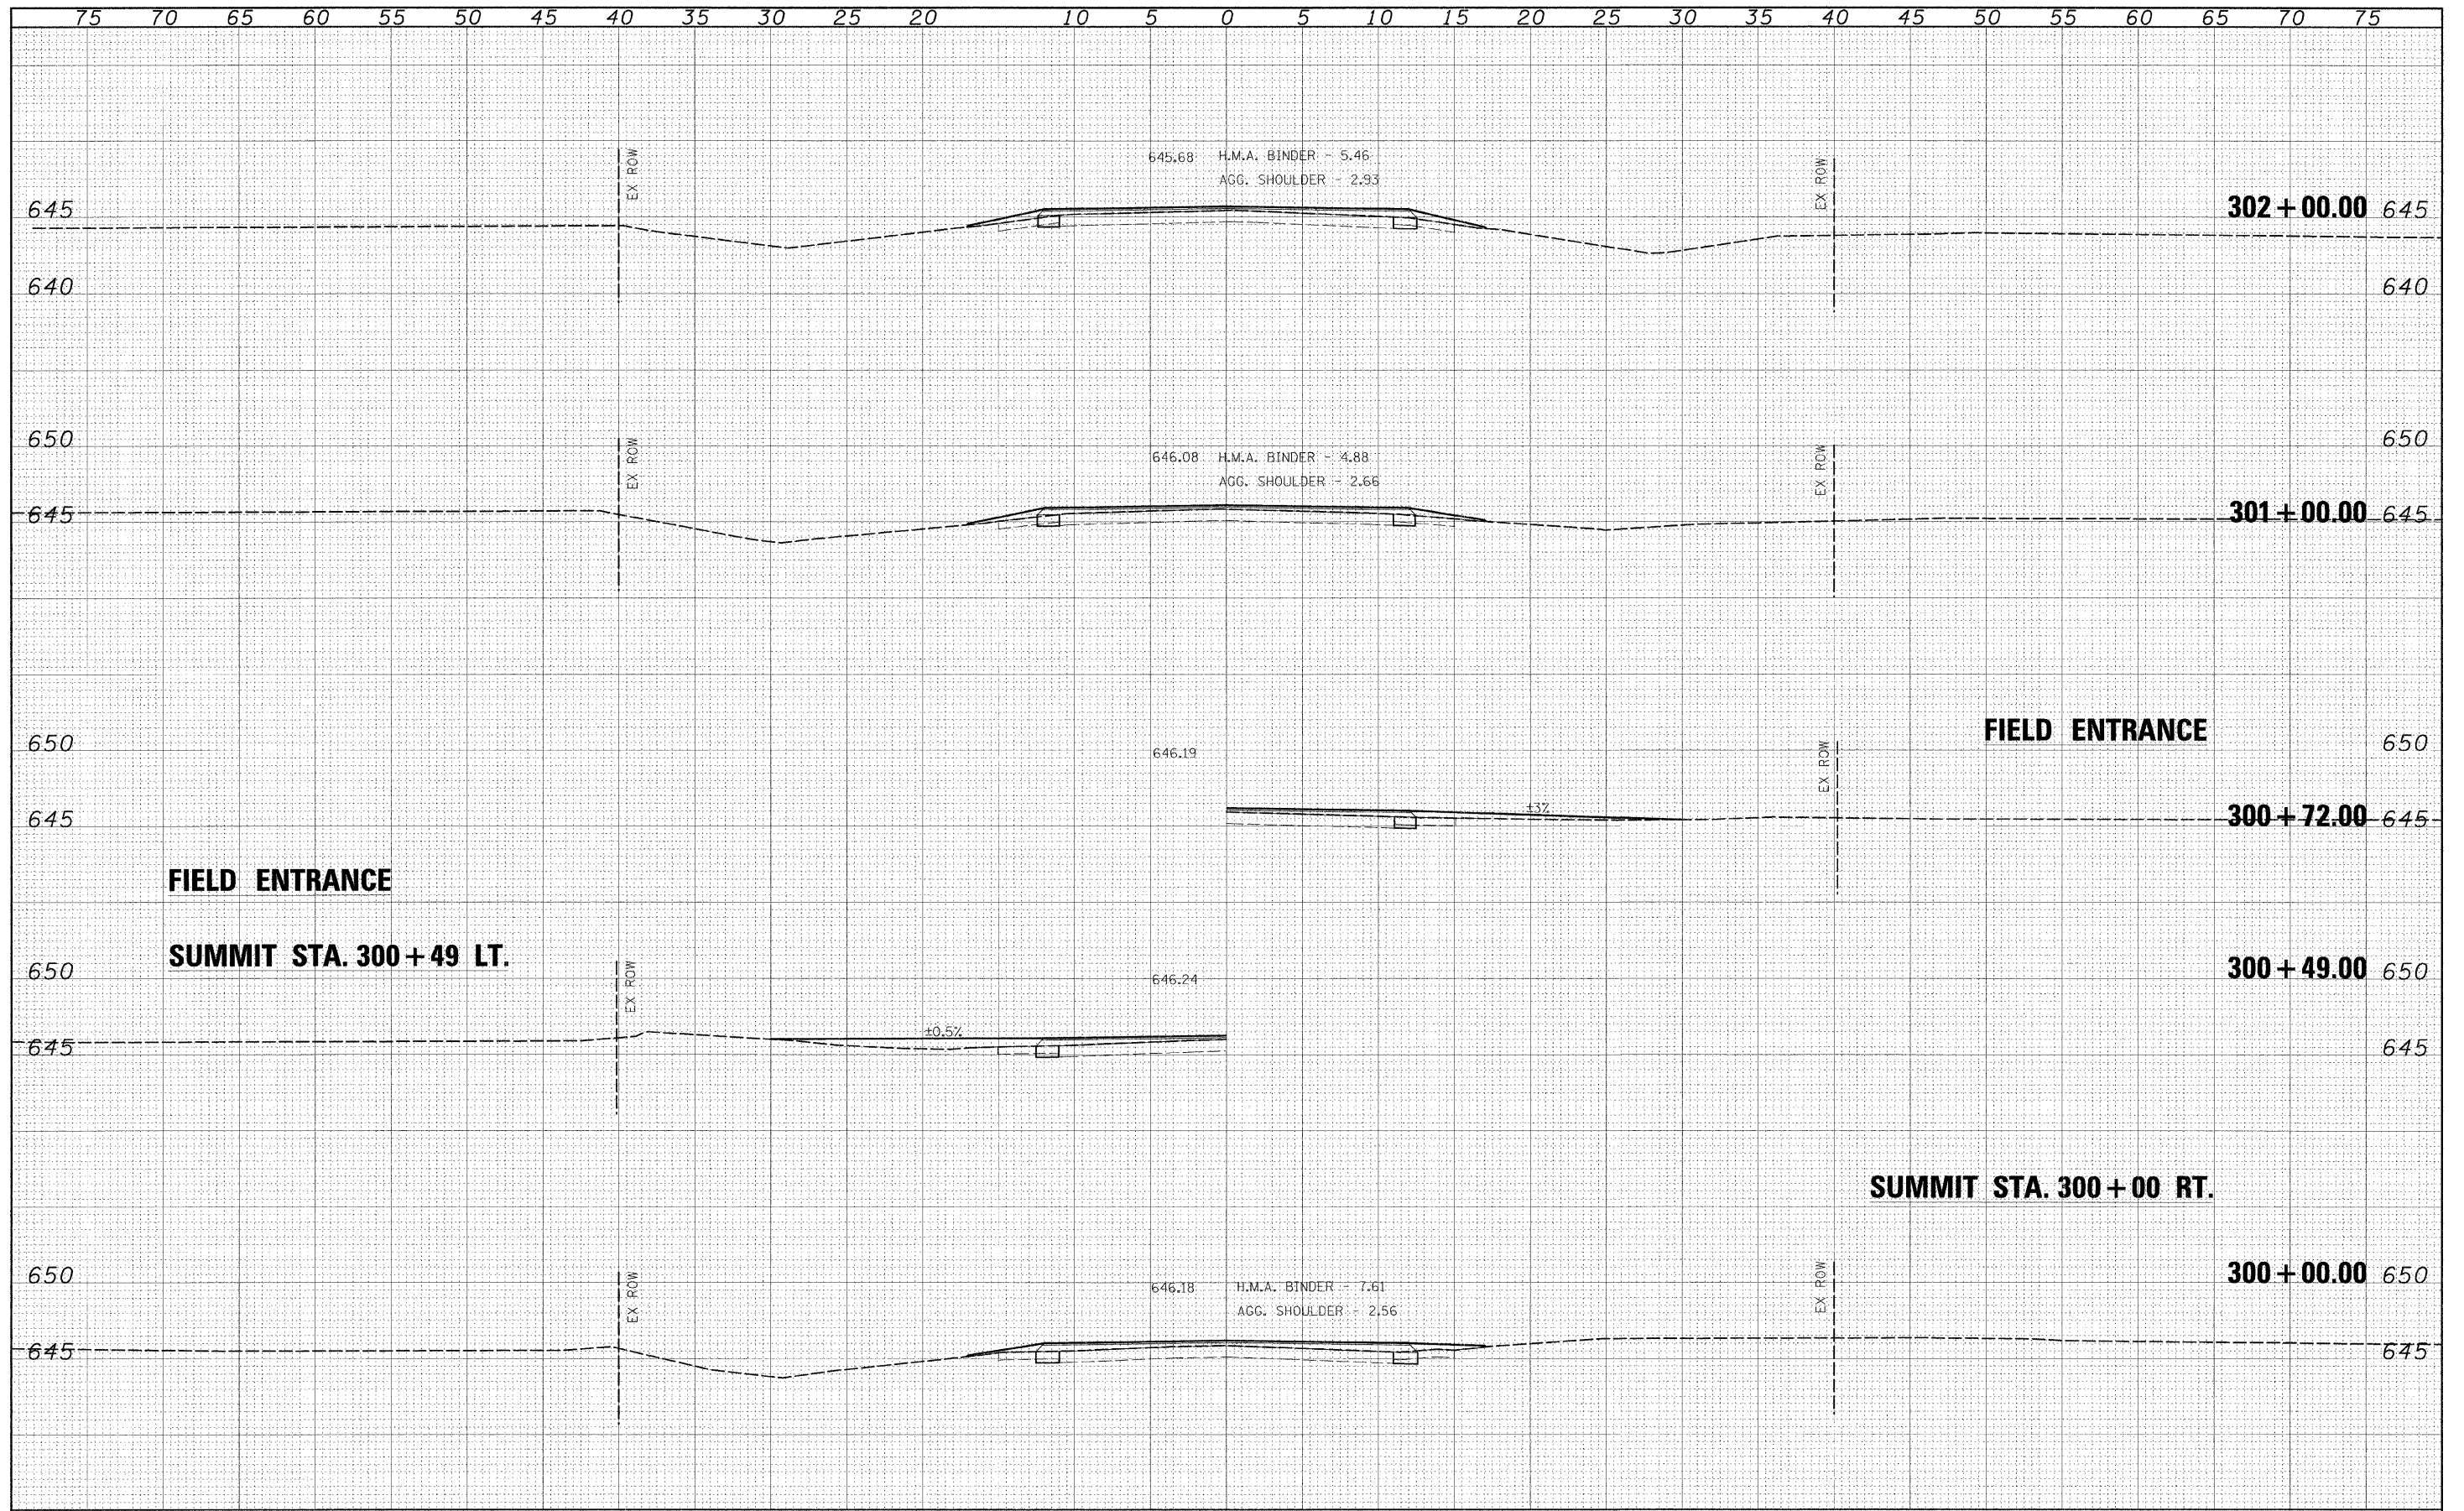 75 70 65 60 55 50 45 40 35 30 25 20 10 5 0 5 10 15 20 25 30 35 40 45 50 55 60 65 70 75
EX ROW
645.68 H.M.A. BINDER - 5.46
AGG. SHOULDER - 2.93
EX ROW
645 302+00.00 645
640 640
650 650
EX ROW
646.08 H.M.A. BINDER - 4.88
AGG. SHOULDER - 2.66
EX ROW
645 301+00.00 645
FIELD ENTRANCE
650 646.19 650
EX ROW
±3%
645 300+72.00 645
FIELD ENTRANCE
SUMMIT STA. 300+49 LT.
650 646.24 300+49.00 650
EX ROW
±0.5%
645 645
SUMMIT STA. 300+00 RT.
650 300+00.00 650
EX ROW
646.18 H.M.A. BINDER - 7.61
AGG. SHOULDER - 2.56
EX ROW
645 645